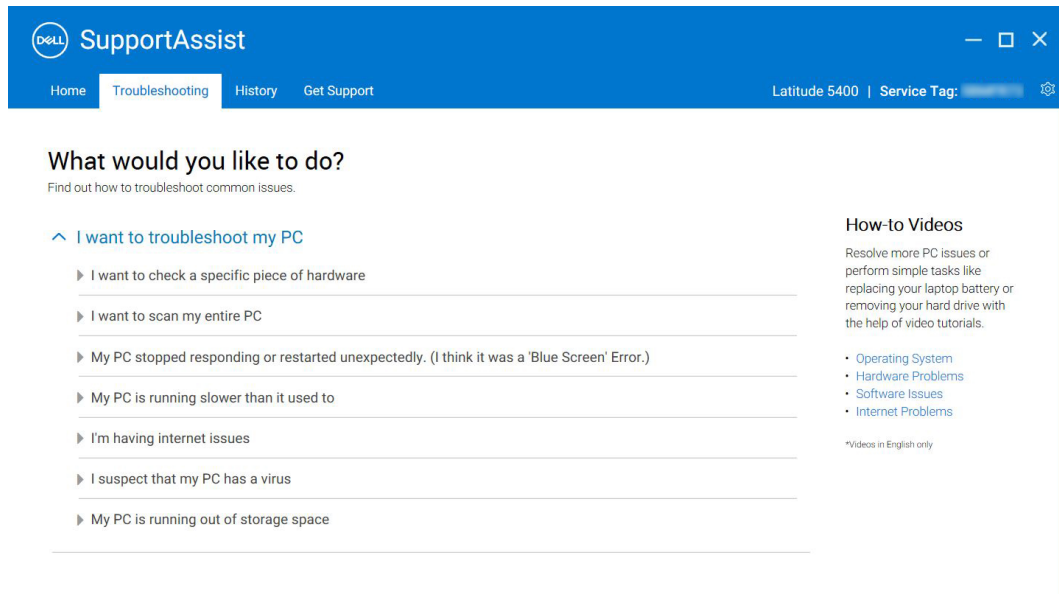 DELL
SupportAssist
Home
Troubleshooting
History
Get Support
Latitude 5400 | Service Tag:
What would you like to do?
Find out how to troubleshoot common issues.
I want to troubleshoot my PC
I want to check a specific piece of hardware
I want to scan my entire PC
My PC stopped responding or restarted unexpectedly. (I think it was a 'Blue Screen' Error.)
My PC is running slower than it used to
I'm having internet issues
I suspect that my PC has a virus
My PC is running out of storage space
How-to Videos
Resolve more PC issues or
perform simple tasks like
replacing your laptop battery or
removing your hard drive with
the help of video tutorials.
• Operating System
• Hardware Problems
• Software Issues
• Internet Problems
*Videos in English only